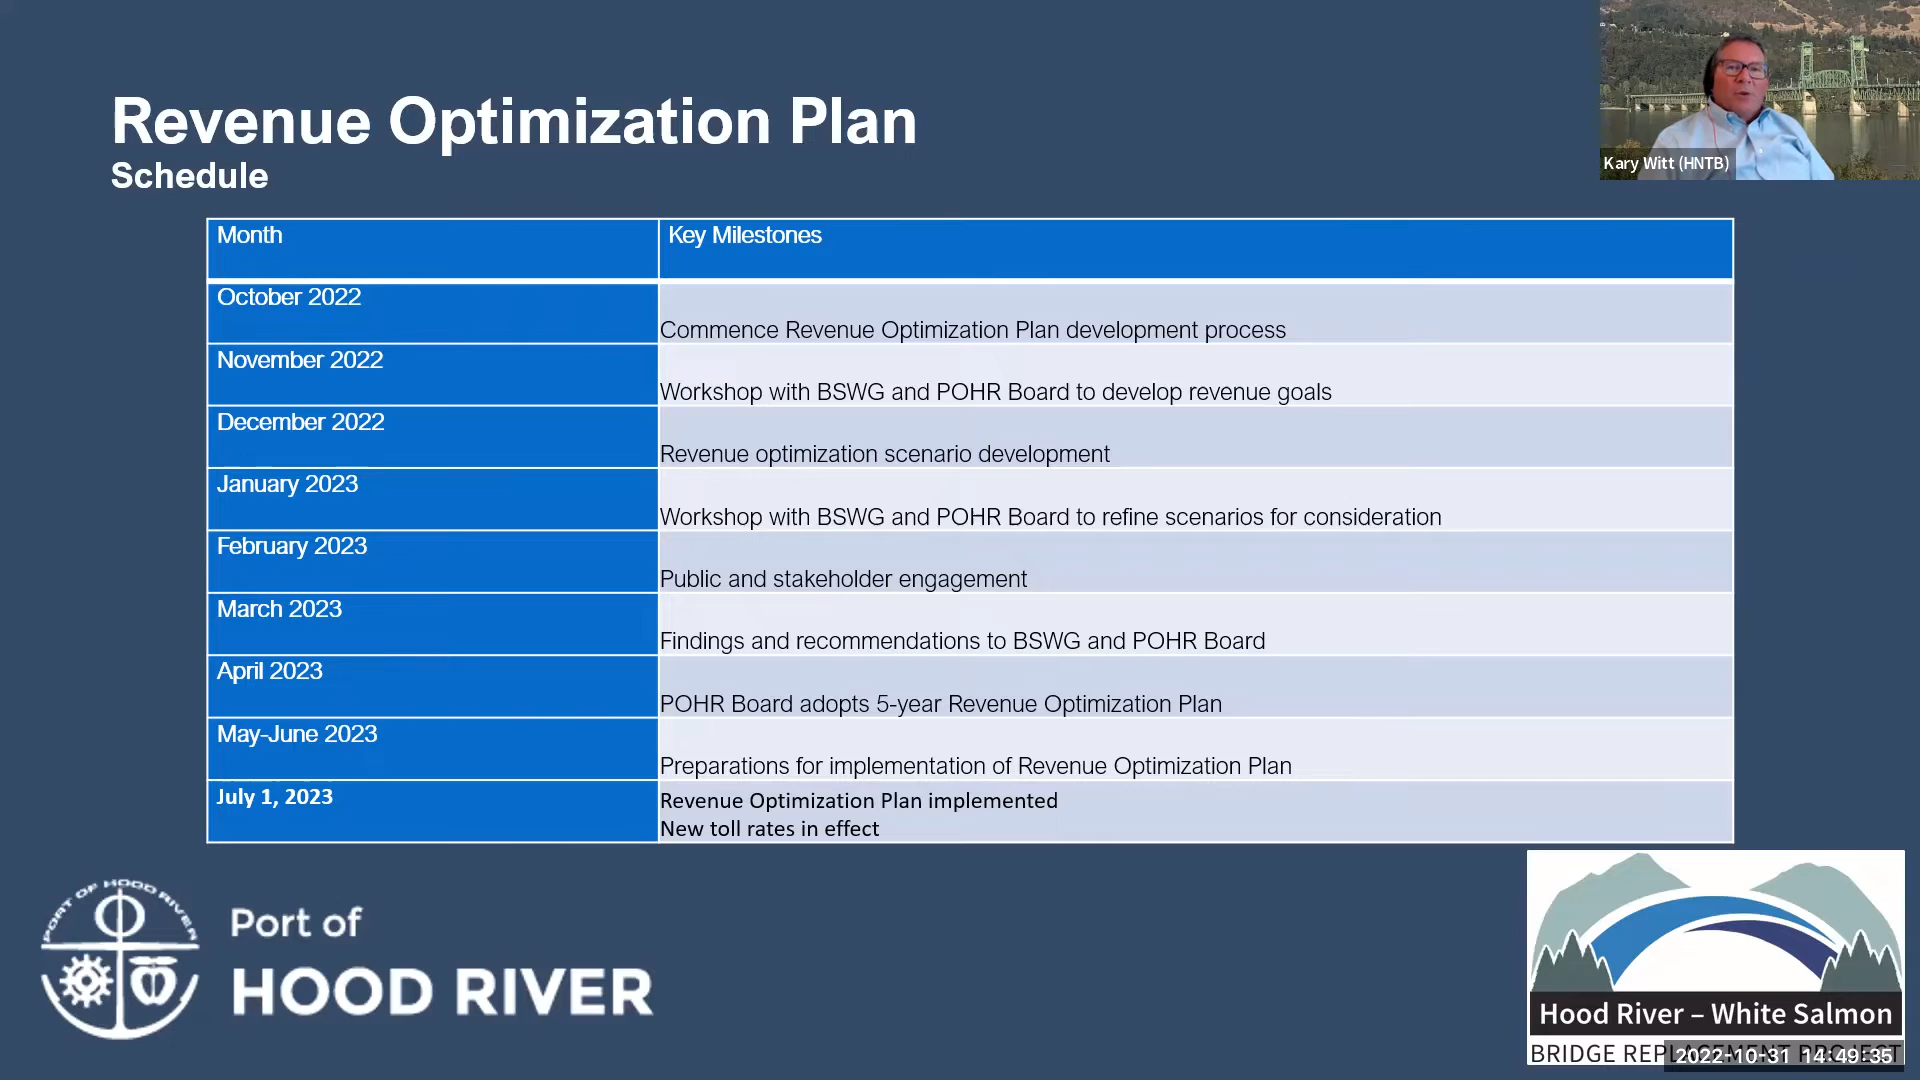 Revenue Optimization Plan
Schedule
Kary Witt (HNTB)
Month Key Milestones
October 2022 Commence Revenue Optimization Plan development process
November 2022 Workshop with BSWG and POHR Board to develop revenue goals
December 2022 Revenue optimization scenario development
January 2023 Workshop with BSWG and POHR Board to refine scenarios for consideration
February 2023 Public and stakeholder engagement
March 2023 Findings and recommendations to BSWG and POHR Board
April 2023 POHR Board adopts 5-year Revenue Optimization Plan
May-June 2023 Preparations for implementation of Revenue Optimization Plan
July 1, 2023 Revenue Optimization Plan implemented
New toll rates in effect
PORT OF HOOD RIVER
Port of
HOOD RIVER
Hood River – White Salmon
BRIDGE REPLACEMENT PROJECT
2022-10-31 14:49:35